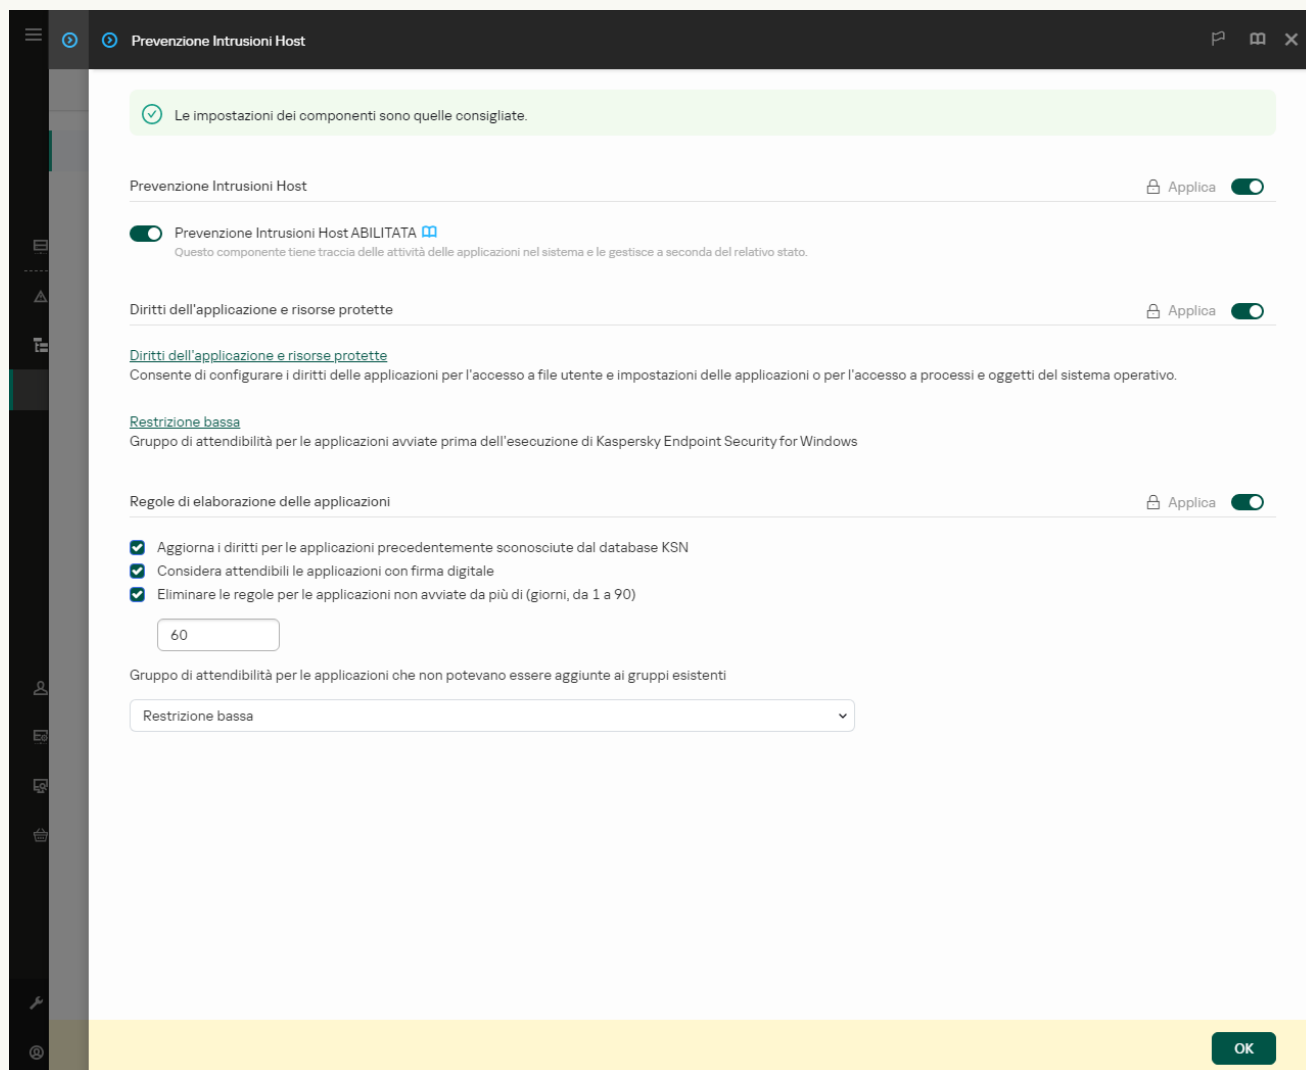 Prevenzione Intrusioni Host
Le impostazioni dei componenti sono quelle consigliate.
Prevenzione Intrusioni Host
Applica
Prevenzione Intrusioni Host ABILITATA
Questo componente tiene traccia delle attività delle applicazioni nel sistema e le gestisce a seconda del relativo stato.
Diritti dell'applicazione e risorse protette
Applica
Diritti dell'applicazione e risorse protette
Consente di configurare i diritti delle applicazioni per l'accesso a file utente e impostazioni delle applicazioni o per l'accesso a processi e oggetti del sistema operativo.
Restrizione bassa
Gruppo di attendibilità per le applicazioni avviate prima dell'esecuzione di Kaspersky Endpoint Security for Windows
Regole di elaborazione delle applicazioni
Applica
Aggiorna i diritti per le applicazioni precedentemente sconosciute dal database KSN
Considera attendibili le applicazioni con firma digitale
Eliminare le regole per le applicazioni non avviate da più di (giorni, da 1 a 90)
60
Gruppo di attendibilità per le applicazioni che non potevano essere aggiunte ai gruppi esistenti
Restrizione bassa
OK